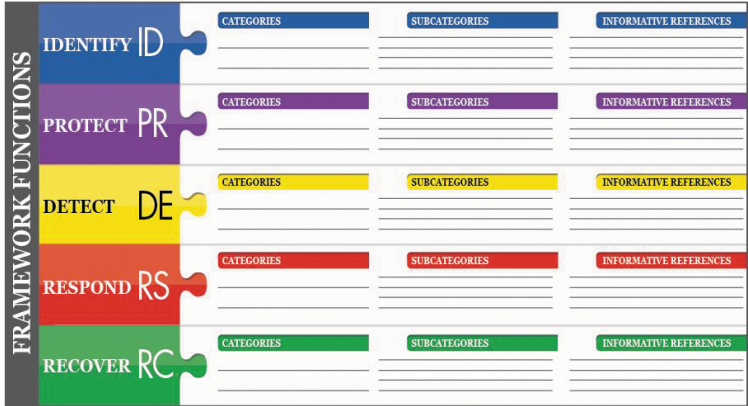 FRAMEWORK FUNCTIONS
IDENTIFY ID
CATEGORIES SUBCATEGORIES INFORMATIVE REFERENCES
PROTECT PR
CATEGORIES SUBCATEGORIES INFORMATIVE REFERENCES
DETECT DE
CATEGORIES SUBCATEGORIES INFORMATIVE REFERENCES
RESPOND RS
CATEGORIES SUBCATEGORIES INFORMATIVE REFERENCES
RECOVER RC
CATEGORIES SUBCATEGORIES INFORMATIVE REFERENCES